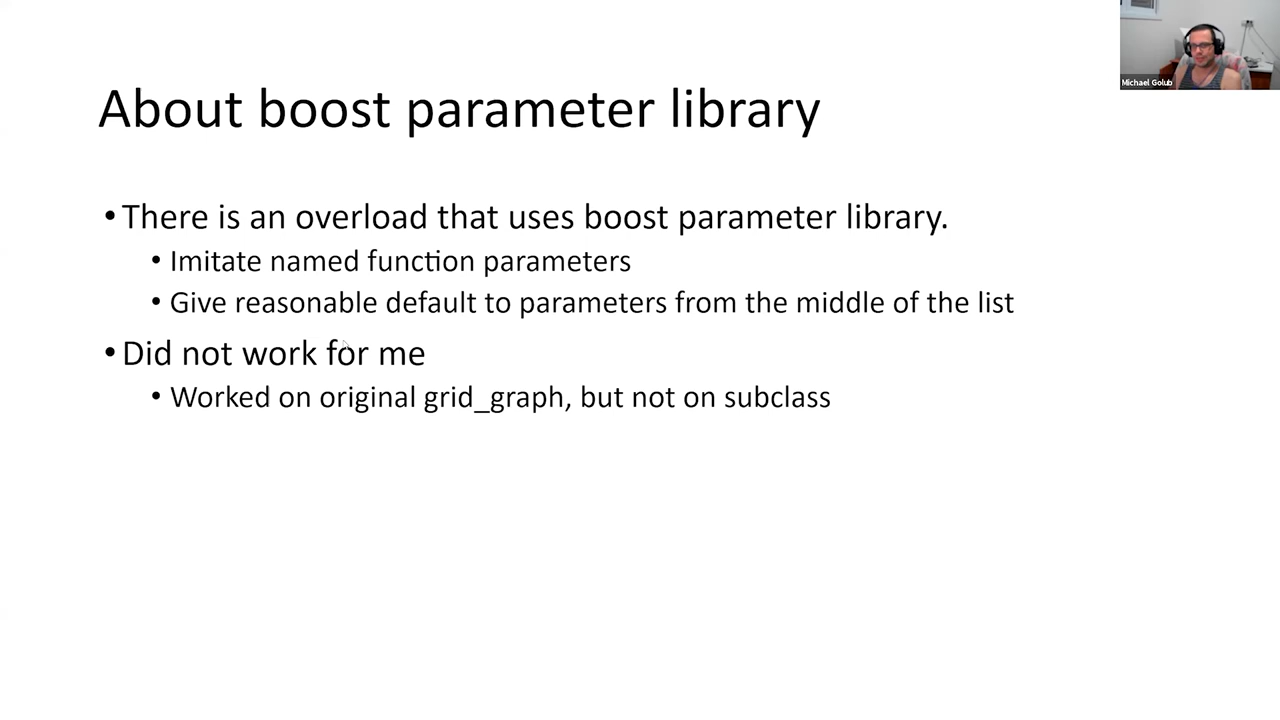 Michael Golub
About boost parameter library
• There is an overload that uses boost parameter library.
• Imitate named function parameters
• Give reasonable default to parameters from the middle of the list
• Did not work for me
• Worked on original grid_graph, but not on subclass